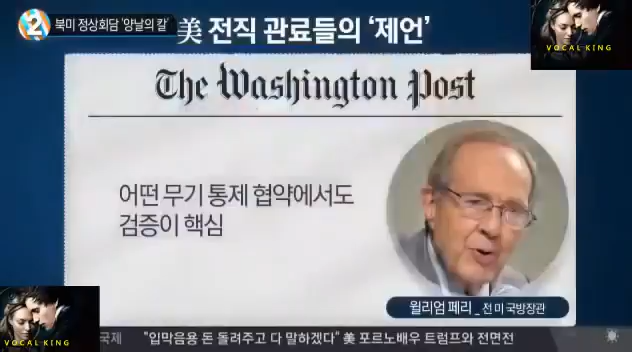 북미 정상회담 '양날의 칼'
美 전직 관료들의 '제언'
VOCAL KING
The Washington Post
어떤 무기 통제 협약에서도
검증이 핵심
윌리엄 페리 _ 전 미 국방장관
VOCAL KING
국제 "입막음용 돈 돌려주고 다 말하겠다" 美 포르노배우 트럼프와 전면전